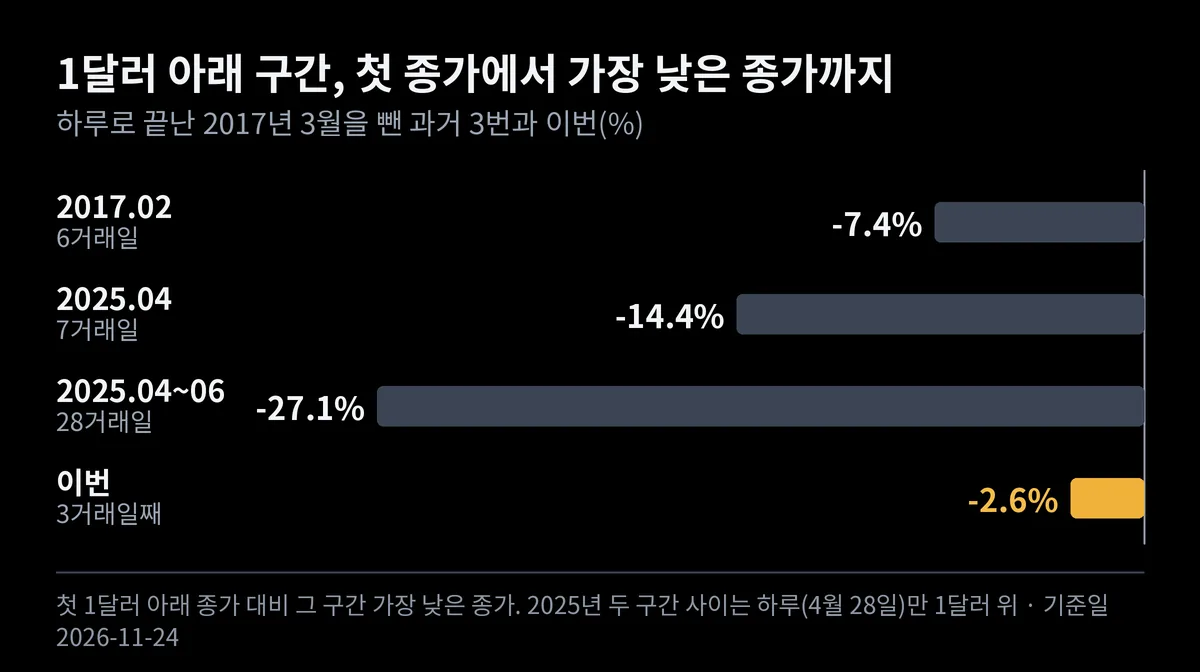 1달러 아래 구간, 첫 종가에서 가장 낮은 종가까지
하루로 끝난 2017년 3월을 뺀 과거 3번과 이번(%)
2017.02
6거래일
-7.4%
2025.04
7거래일
-14.4%
2025.04~06
28거래일
-27.1%
이번
3거래일째
-2.6%
첫 1달러 아래 종가 대비 그 구간 가장 낮은 종가. 2025년 두 구간 사이는 하루(4월 28일)만 1달러 위 · 기준일
2026-11-24